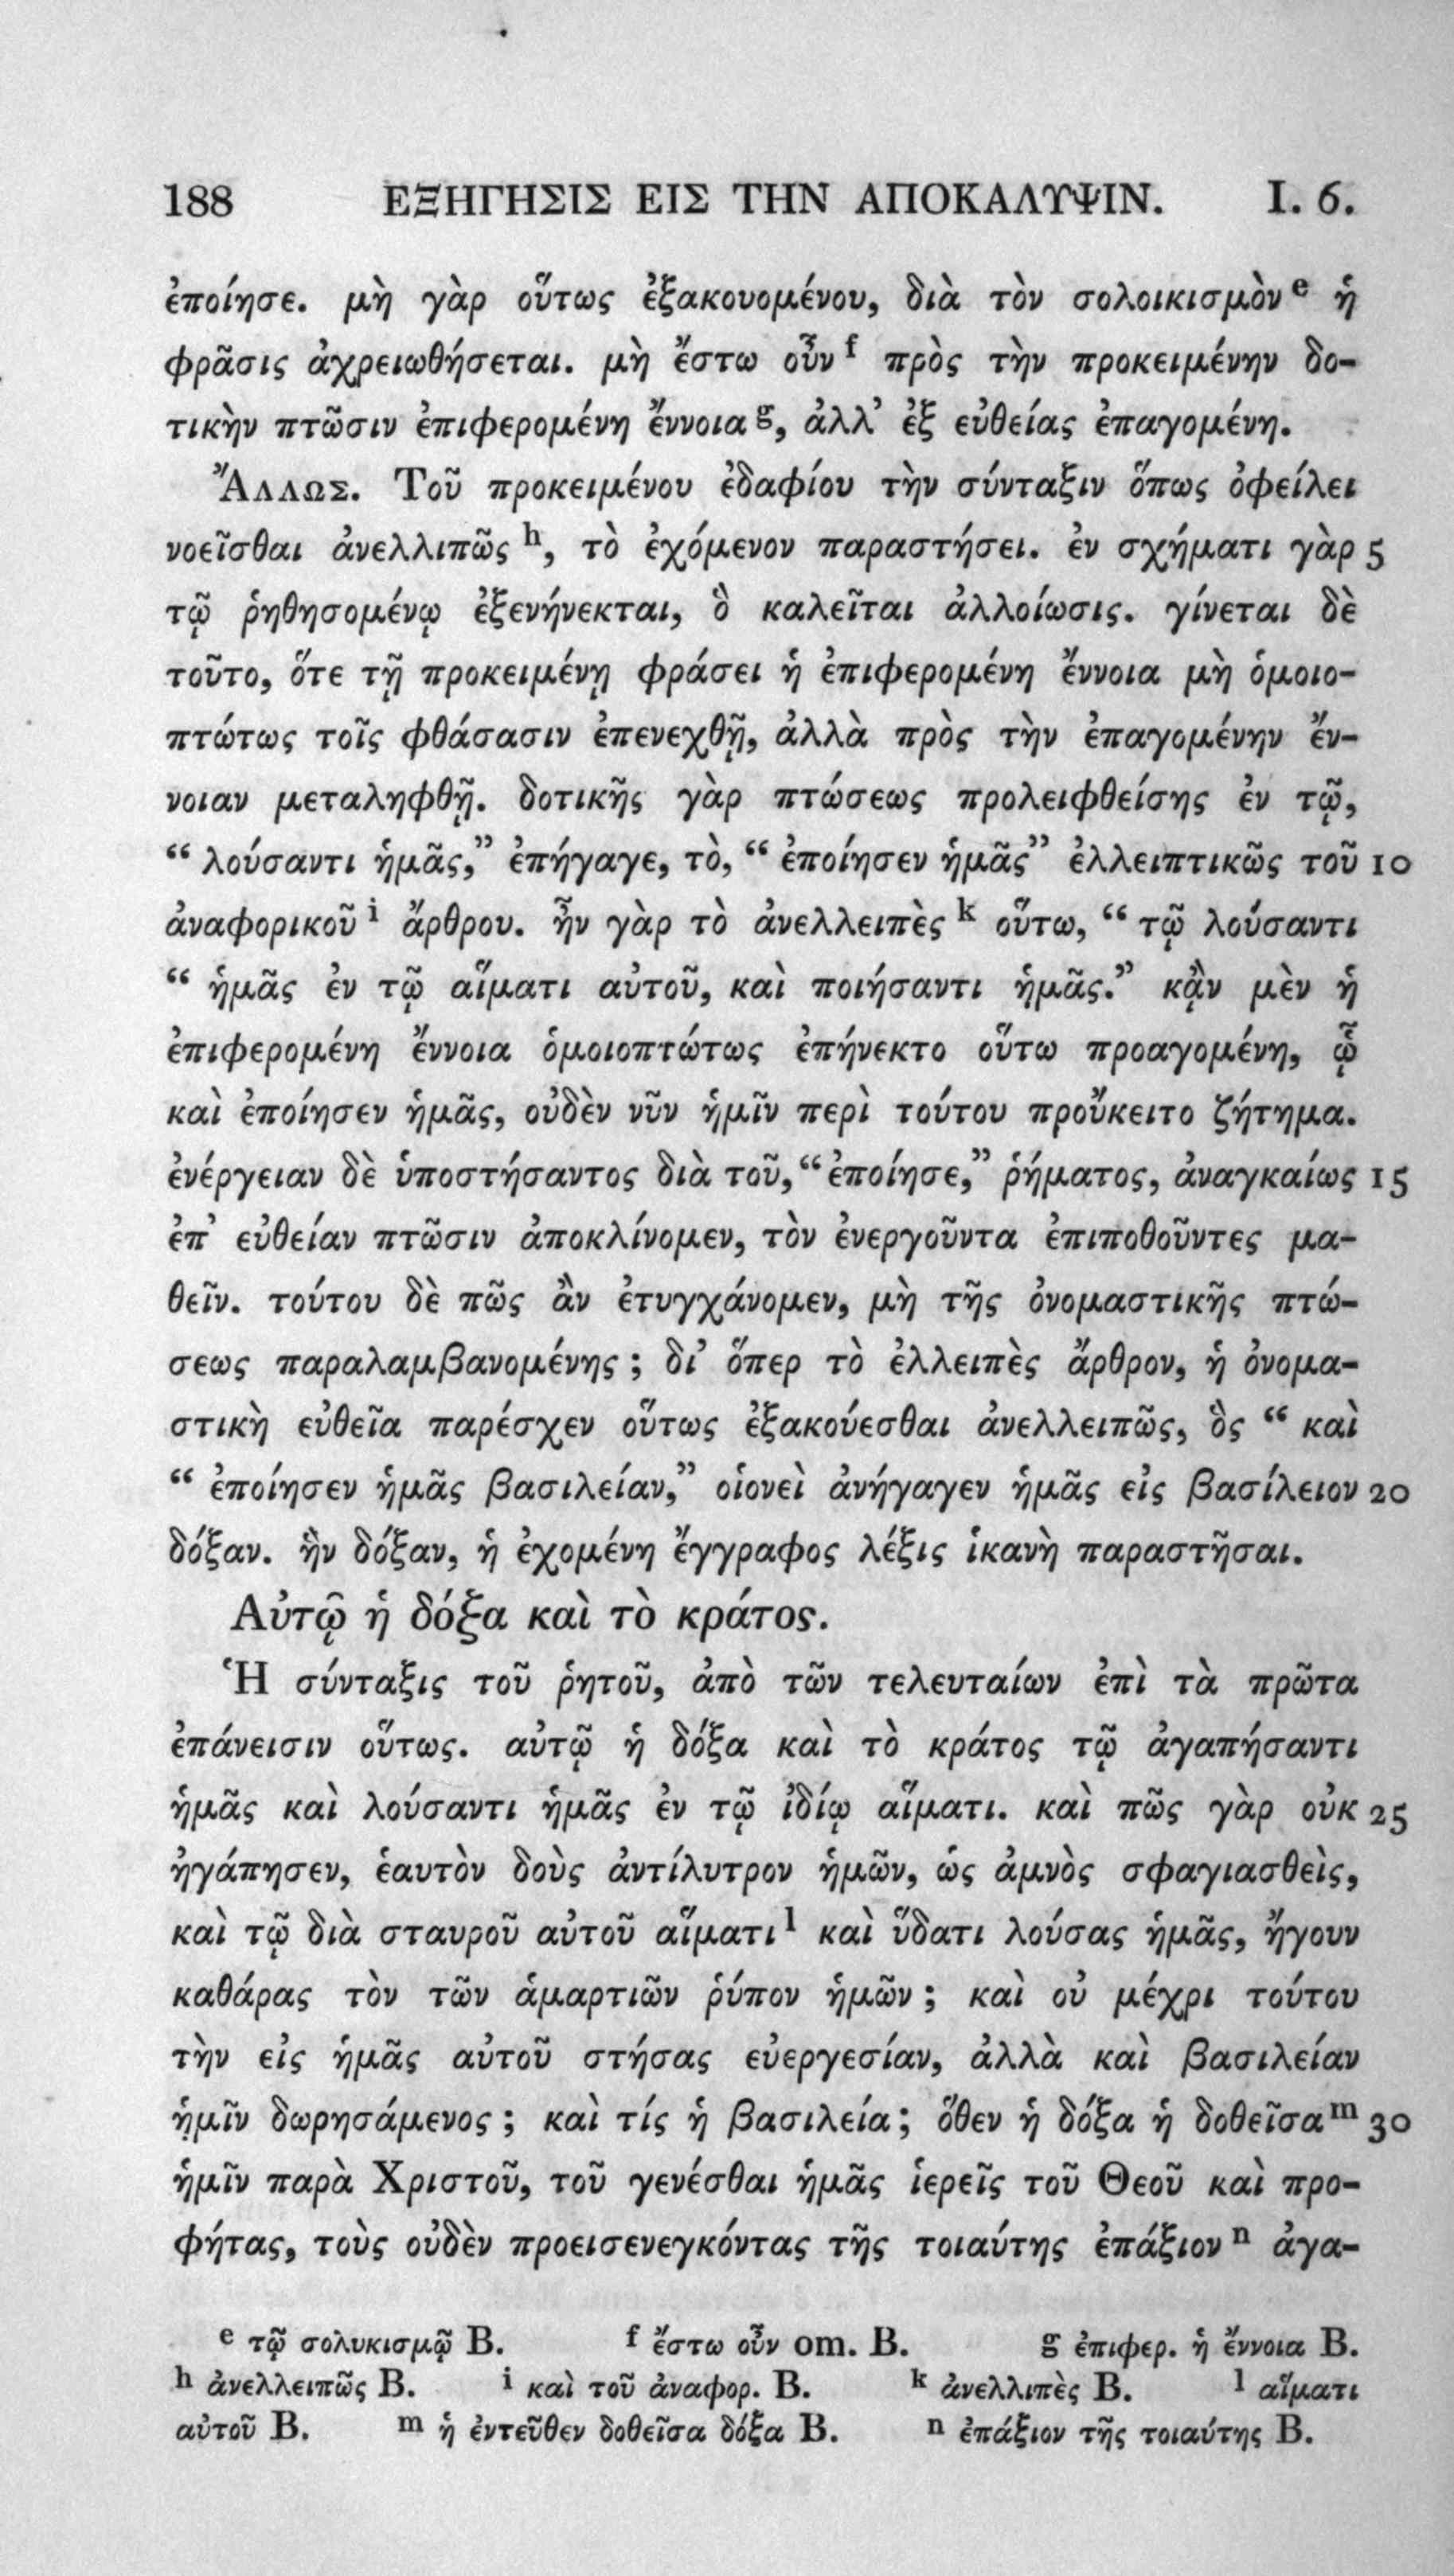 188 ΕΞΗΓΗΣΙΣ ΕΙΣ ΤΗΝ ΑΠΟΚΑΛΥΨΙΝ. I. 6.
ἐποίησε. μὴ γὰρ οὕτως ἐξακουομένου, διὰ τὸν σολοικισμὸν e ἡ
φρᾶσις ἀχρειωθήσεται. μὴ ἔστω οὖν f πρὸς τὴν προκειμένην δο-
τικὴν πτῶσιν ἐπιφερομένη ἔννοια g, ἀλλ’ ἐξ εὐθείας ἐπαγομένη.
Ἄλλως. Τοῦ προκειμένου ἐδαφίου τὴν σύνταξιν ὅπως ὀφείλει
νοεῖσθαι ἀνελλιπῶς h, τὸ ἐχόμενον παραστήσει. ἐν σχήματι γὰρ 5
τῷ ῥηθησομένῳ ἐξενήνεκται, ὃ καλεῖται ἀλλοίωσις. γίνεται δὲ
τοῦτο, ὅτε τῇ προκειμένῃ φράσει ἡ ἐπιφερομένη ἔννοια μὴ ὁμοιο-
πτώτως τοῖς φθάσασιν ἐπενεχθῇ, ἀλλὰ πρὸς τὴν ἐπαγομένην ἔν-
νοιαν μεταληφθῇ. δοτικῆς γὰρ πτώσεως προλειφθείσης ἐν τῷ,
“ λούσαντι ἡμᾶς,” ἐπήγαγε, τὸ, “ ἐποίησεν ἡμᾶς” ἐλλειπτικῶς τοῦ 10
ἀναφορικοῦ i ἄρθρου. ἦν γὰρ τὸ ἀνελλειπὲς k οὕτω, “ τῷ λούσαντι
“ ἡμᾶς ἐν τῷ αἵματι αὐτοῦ, καὶ ποιήσαντι ἡμᾶς.” κᾂν μὲν ἡ
ἐπιφερομένη ἔννοια ὁμοιοπτώτως ἐπήνεκτο οὕτω προαγομένη, ᾧ
καὶ ἐποίησεν ἡμᾶς, οὐδὲν νῦν ἡμῖν περὶ τούτου προὔκειτο ζήτημα.
ἐνέργειαν δὲ ὑποστήσαντος διὰ τοῦ, “ ἐποίησε,” ῥήματος, ἀναγκαίως 15
ἐπ’ εὐθείαν πτῶσιν ἀποκλίνομεν, τὸν ἐνεργοῦντα ἐπιποθοῦντες μα-
θεῖν. τούτου δὲ πῶς ἂν ἐτυγχάνομεν, μὴ τῆς ὀνομαστικῆς πτώ-
σεως παραλαμβανομένης ; δι’ ὅπερ τὸ ἐλλειπὲς ἄρθρον, ἡ ὀνομα-
στικὴ εὐθεῖα παρέσχεν οὕτως ἐξακούεσθαι ἀνελλειπῶς, ὃς “ καὶ
“ ἐποίησεν ἡμᾶς βασιλείαν,” οἱονεὶ ἀνήγαγεν ἡμᾶς εἰς βασίλειον 20
δόξαν. ἣν δόξαν, ἡ ἐχομένη ἔγγραφος λέξις ἱκανὴ παραστῆσαι.
Αὐτῷ ἡ δόξα καὶ τὸ κράτος.
Ἡ σύνταξις τοῦ ῥητοῦ, ἀπὸ τῶν τελευταίων ἐπὶ τὰ πρῶτα
ἐπάνεισιν οὕτως. αὐτῷ ἡ δόξα καὶ τὸ κράτος τῷ ἀγαπήσαντι
ἡμᾶς καὶ λούσαντι ἡμᾶς ἐν τῷ ἰδίῳ αἵματι. καὶ πῶς γὰρ οὐκ 25
ἠγάπησεν, ἑαυτὸν δοὺς ἀντίλυτρον ἡμῶν, ὡς ἀμνὸς σφαγιασθεὶς,
καὶ τῷ διὰ σταυροῦ αὐτοῦ αἵματι l καὶ ὕδατι λούσας ἡμᾶς, ἤγουν
καθάρας τὸν τῶν ἁμαρτιῶν ῥύπον ἡμῶν ; καὶ οὐ μέχρι τούτου
τὴν εἰς ἡμᾶς αὐτοῦ στήσας εὐεργεσίαν, ἀλλὰ καὶ βασιλείαν
ἡμῖν δωρησάμενος ; καὶ τίς ἡ βασιλεία ; ὅθεν ἡ δόξα ἡ δοθεῖσα m 30
ἡμῖν παρὰ Χριστοῦ, τοῦ γενέσθαι ἡμᾶς ἱερεῖς τοῦ Θεοῦ καὶ προ-
φήτας, τοὺς οὐδὲν προεισενεγκόντας τῆς τοιαύτης ἐπάξιον n ἀγα-
e τῷ σολυκισμῷ B. f ἔστω οὖν om. B. g ἐπιφερ. ἡ ἔννοια B.
h ἀνελλειπῶς B. i καὶ τοῦ ἀναφορ. B. k ἀνελλιπὲς B. l αἵματι
αὐτοῦ B. m ἡ ἐντεῦθεν δοθεῖσα δόξα B. n ἐπάξιον τῆς τοιαύτης B.